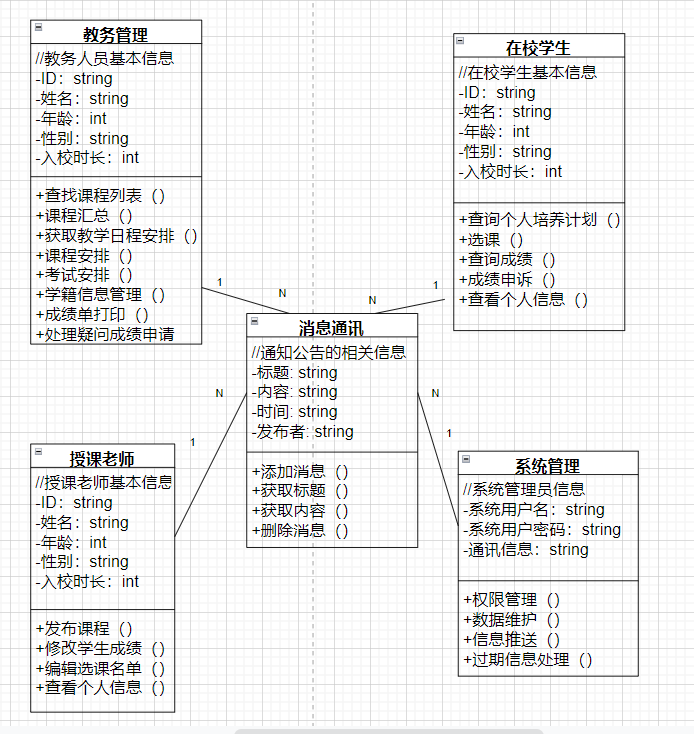 教务管理
//教务人员基本信息
-ID：string
-姓名：string
-年龄：int
-性别：string
-入校时长：int
+查找课程列表（）
+课程汇总（）
+获取教学日程安排（）
+课程安排（）
+考试安排（）
+学籍信息管理（）
+成绩单打印（）
+处理疑问成绩申请
在校学生
//在校学生基本信息
-ID：string
-姓名：string
-年龄：int
-性别：string
-入校时长：int
+查询个人培养计划（）
+选课（）
+查询成绩（）
+成绩申诉（）
+查看个人信息（）
1
N
N
1
消息通讯
//通知公告的相关信息
-标题: string
-内容: string
-时间: string
-发布者: string
+添加消息（）
+获取标题（）
+获取内容（）
+删除消息（）
N
1
N
1
授课老师
//授课老师基本信息
-ID：string
-姓名：string
-年龄：int
-性别：string
-入校时长：int
+发布课程（）
+修改学生成绩（）
+编辑选课名单（）
+查看个人信息（）
系统管理
//系统管理员信息
-系统用户名：string
-系统用户密码：string
-通讯信息：string
+权限管理（）
+数据维护（）
+信息推送（）
+过期信息处理（）